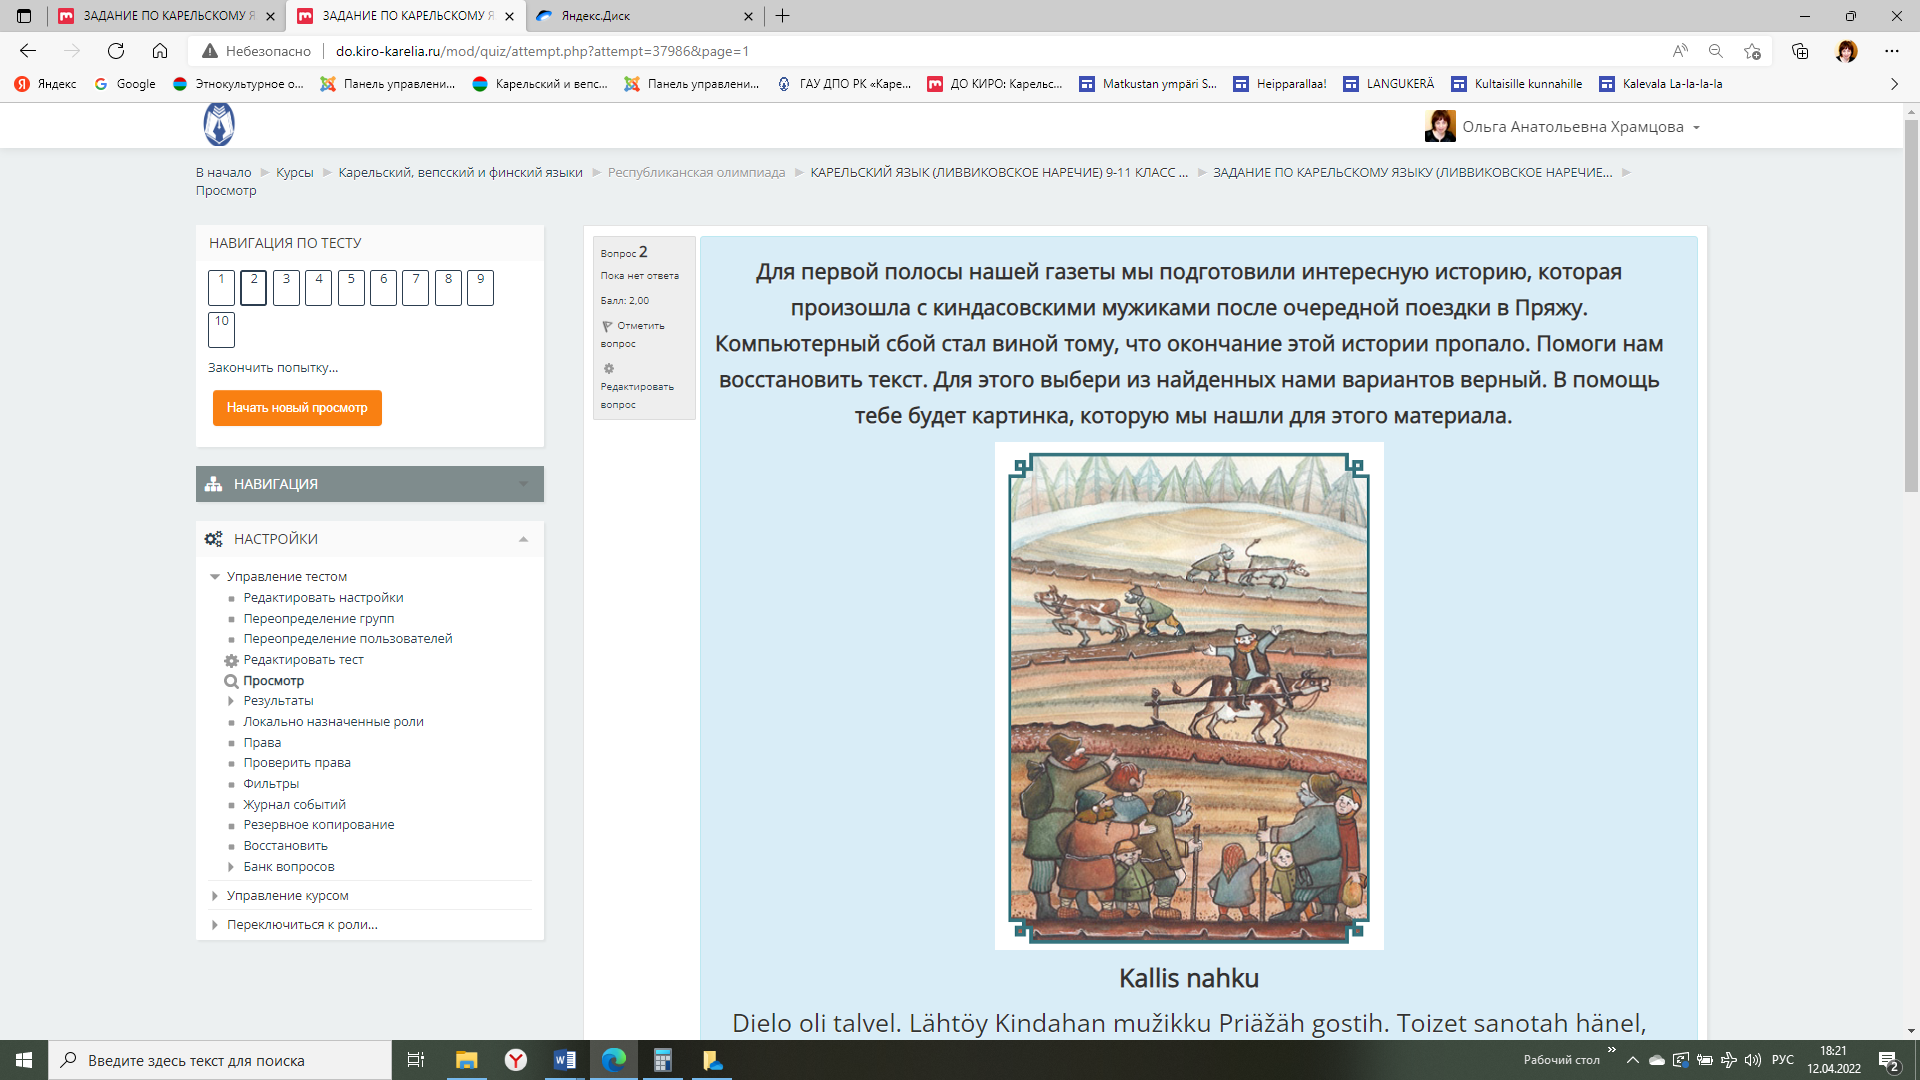 ЗАДАНИЕ ПО КАРЕЛЬСКОМУ Я
ЗАДАНИЕ ПО КАРЕЛЬСКОМУ Я
Яндекс.Диск
Небезопасно
do.kiro-karelia.ru/mod/quiz/attempt.php?attempt=37986&page=1
Яндекс
Google
Этнокультурное о...
Панель управлени...
Карельский и вепс...
Панель управлени...
ГАУ ДПО РК «Каре...
ДО КИРО: Карельс...
Matkustan ympäri S...
Heipparallaa!
LANGUKERÄ
Kultaisille kunnahille
Kalevala La-la-la-la
Ольга Анатольевна Храмцова
В начало
Курсы
Карельский, вепсский и финский языки
Республиканская олимпиада
КАРЕЛЬСКИЙ ЯЗЫК (ЛИВВИКОВСКОЕ НАРЕЧИЕ) 9-11 КЛАСС ...
ЗАДАНИЕ ПО КАРЕЛЬСКОМУ ЯЗЫКУ (ЛИВВИКОВСКОЕ НАРЕЧИЕ...
Просмотр
НАВИГАЦИЯ ПО ТЕСТУ
1 2 3 4 5 6 7 8 9
10
Закончить попытку...
Начать новый просмотр
НАВИГАЦИЯ
НАСТРОЙКИ
Управление тестом
Редактировать настройки
Переопределение групп
Переопределение пользователей
Редактировать тест
Просмотр
Результаты
Локально назначенные роли
Права
Проверить права
Фильтры
Журнал событий
Резервное копирование
Восстановить
Банк вопросов
Управление курсом
Переключиться к роли...
Вопрос 2
Пока нет ответа
Балл: 2,00
Отметить
вопрос
Редактировать
вопрос
Для первой полосы нашей газеты мы подготовили интересную историю, которая
произошла с киндасовскими мужиками после очередной поездки в Пряжу.
Компьютерный сбой стал виной тому, что окончание этой истории пропало. Помоги нам
восстановить текст. Для этого выбери из найденных нами вариантов верный. В помощь
тебе будет картинка, которую мы нашли для этого материала.
Kallis nahku
Dielo oli talvel. Lähtöy Kindahan mužikku Priäžäh gostih. Toizet sanotah hänel,
Введите здесь текст для поиска
Рабочий стол
РУС
18:21
12.04.2022
2